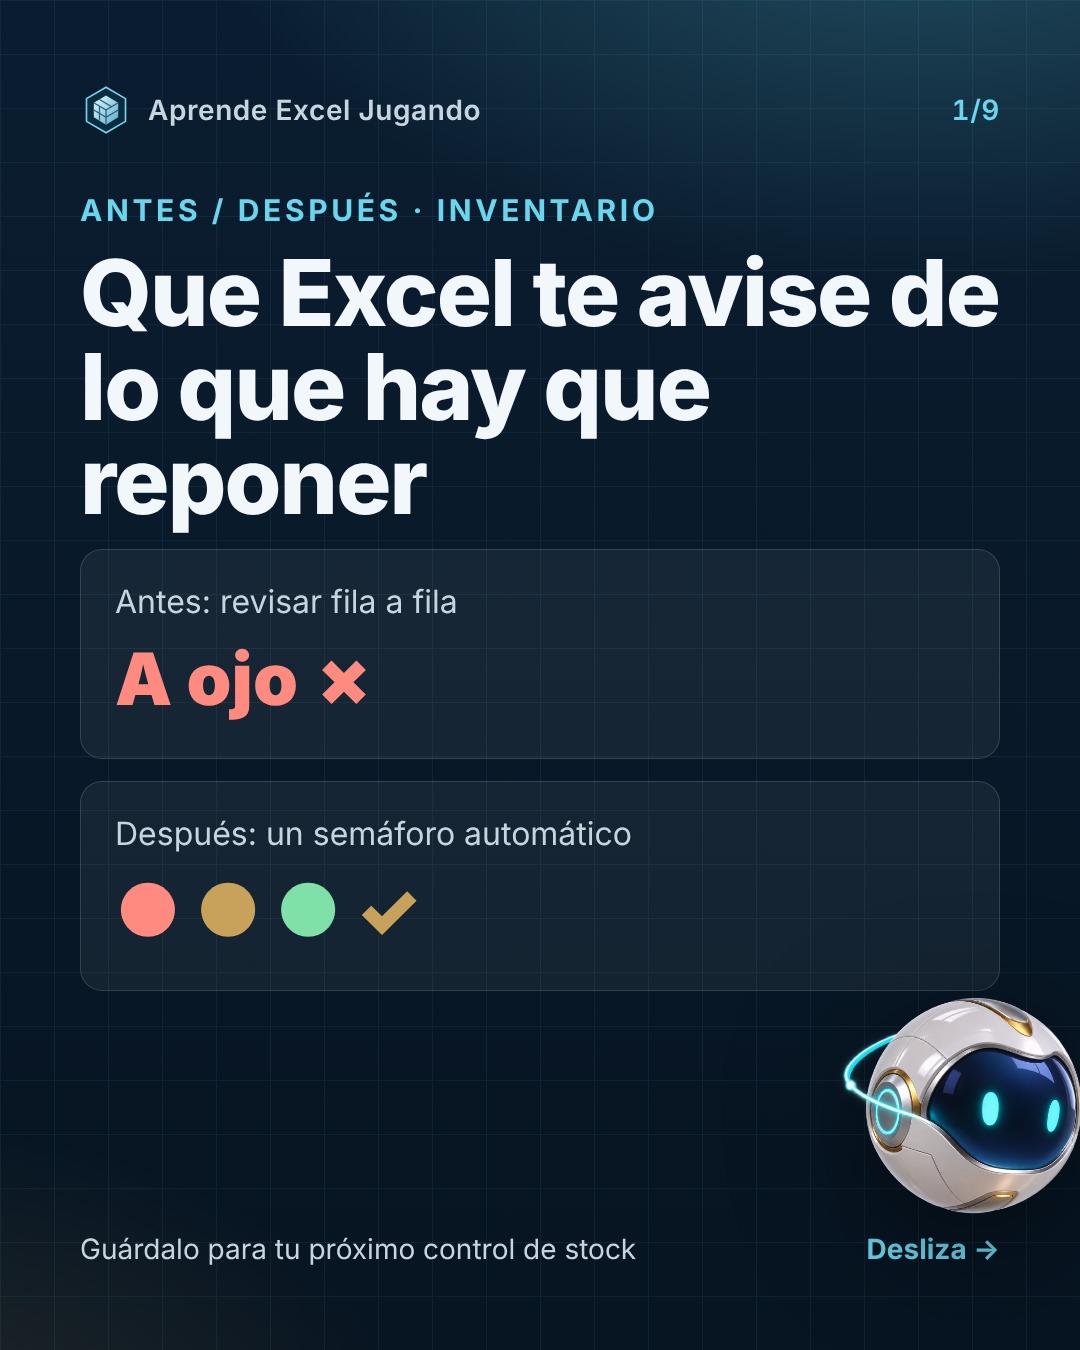 Aprende Excel Jugando
1/9
ANTES / DESPUÉS · INVENTARIO
Que Excel te avise de
lo que hay que
reponer
Antes: revisar fila a fila
A ojo ✖
Después: un semáforo automático
✔
Guárdalo para tu próximo control de stock
Desliza →